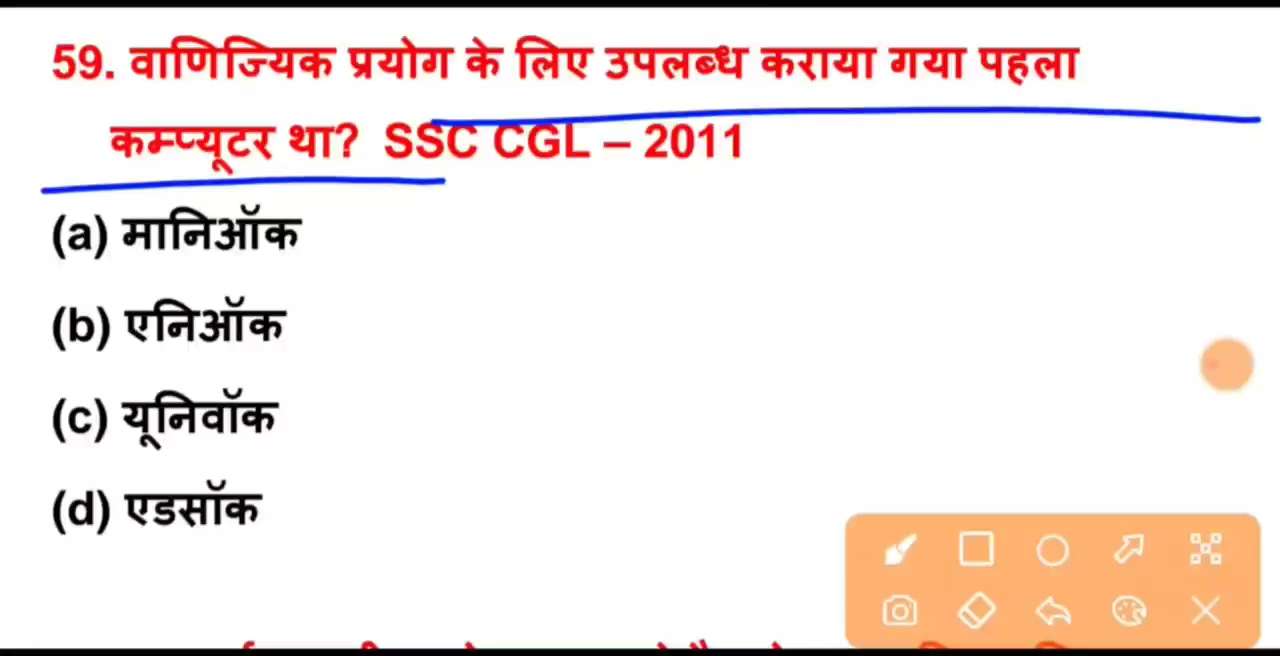 59. वाणिज्यिक प्रयोग के लिए उपलब्ध कराया गया पहला
कम्प्यूटर था? SSC CGL – 2011
(a) मानिऑक
(b) एनिऑक
(c) यूनिवॉक
(d) एडसॉक